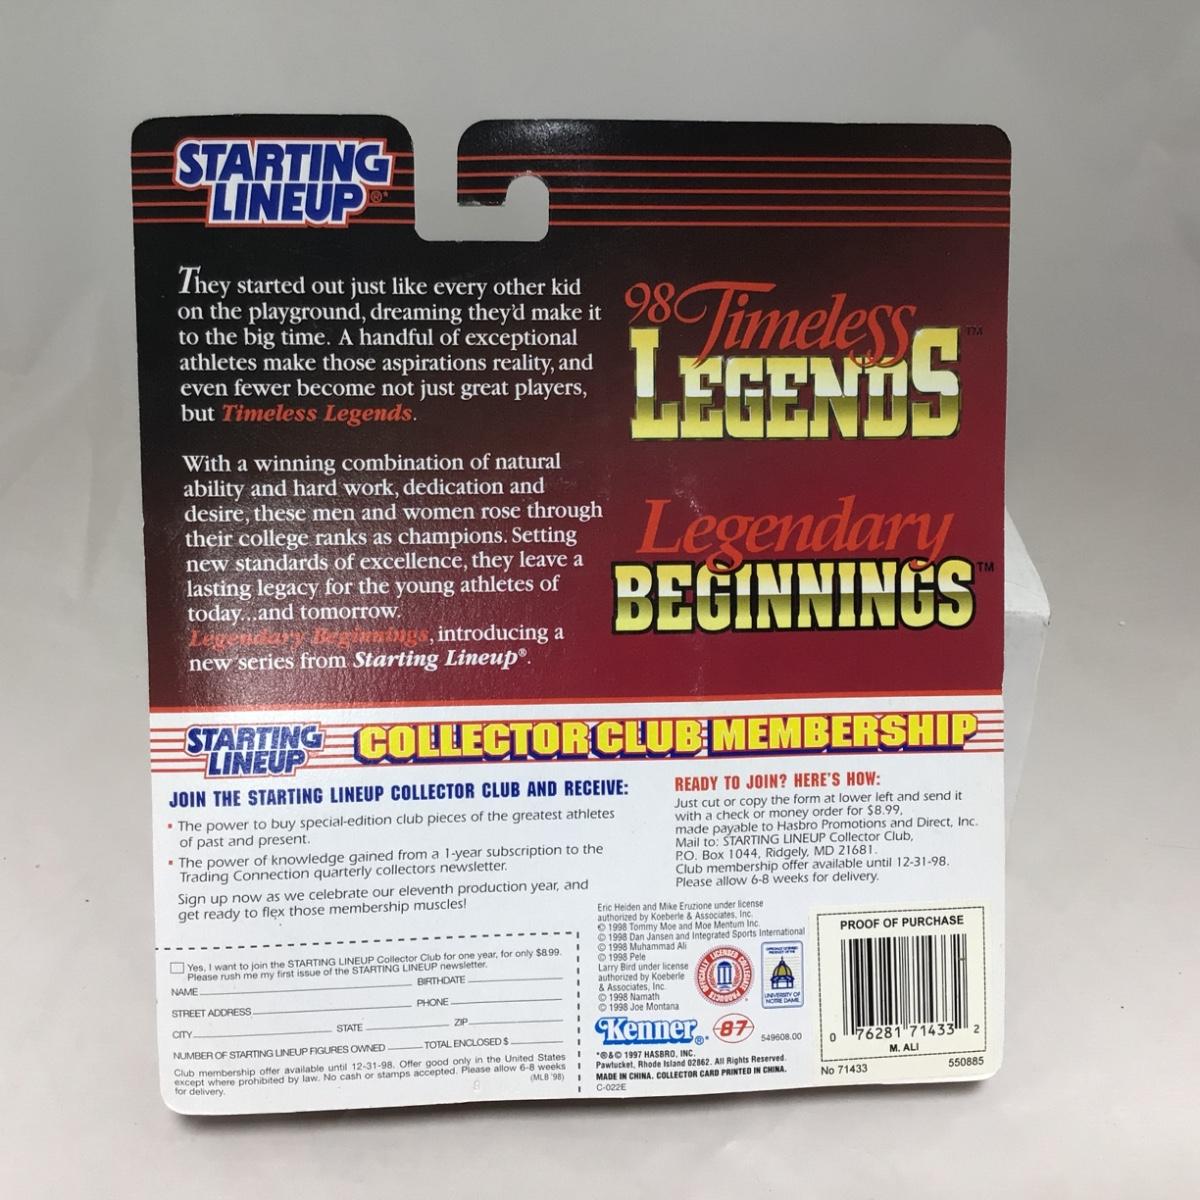 STARTING
LINEUP®*
They started out just like every other kid
on the playground, dreaming they'd make it
to the big time. A handful of exceptional
athletes make those aspirations reality, and
even fewer become not just great players,
but Timeless Legends.
98 Timeless
LEGENDS™
With a winning combination of natural
ability and hard work, dedication and
desire, these men and women rose through
their college ranks as champions. Setting
new standards of excellence, they leave a
lasting legacy for the young athletes of
today...and tomorrow.
Legendary Beginnings, introducing a
new series from Starting Lineup®.
Legendary
BEGINNINGS™
STARTING
LINEUP
COLLECTOR CLUB MEMBERSHIP
JOIN THE STARTING LINEUP COLLECTOR CLUB AND RECEIVE:
• The power to buy special-edition club pieces of the greatest athletes
of past and present.
• The power of knowledge gained from a 1-year subscription to the
Trading Connection quarterly collectors newsletter.
Sign up now as we celebrate our eleventh production year, and
get ready to flex those membership muscles!
READY TO JOIN? HERE'S HOW:
Just cut or copy the form at lower left and send it
with a check or money order for $8.99,
made payable to Hasbro Promotions and Direct, Inc.
Mail to: STARTING LINEUP Collector Club,
P.O. Box 1044, Ridgely, MD 21681.
Club membership offer available until 12-31-98.
Please allow 6-8 weeks for delivery.
Yes, I want to join the STARTING LINEUP Collector Club for one year, for only $8.99.
Please rush me my first issue of the STARTING LINEUP newsletter.
NAME BIRTHDATE
STREET ADDRESS PHONE
CITY STATE ZIP
NUMBER OF STARTING LINEUP FIGURES OWNED TOTAL ENCLOSED $
Club membership offer available until 12-31-98. Offer good only in the United States
except where prohibited by law. No cash or stamps accepted. Please allow 6-8 weeks
for delivery. (MLB '98)
Eric Heiden and Mike Eruzione under license
authorized by Koeberle & Associates, Inc.
© 1998 Tommy Moe and Moe Mentum Inc.
© 1998 Dan Jansen and Integrated Sports International
© 1998 Muhammad Ali
© 1998 Pele
Larry Bird under license
authorized by Koeberle
& Associates, Inc.
© 1998 Namath
© 1998 Joe Montana
OFFICIALLY LICENSED COLLEGIATE PRODUCTS
OFFICIALLY LICENSED
PRODUCT OF THE
UNIVERSITY OF
NOTRE DAME
Kenner® 87
549608.00
*®&© 1997 HASBRO, INC.
Pawtucket, Rhode Island 02862. All Rights Reserved.
MADE IN CHINA. COLLECTOR CARD PRINTED IN CHINA.
C-022E
PROOF OF PURCHASE
0 76281 71433 2
M. ALI
No 71433 550885